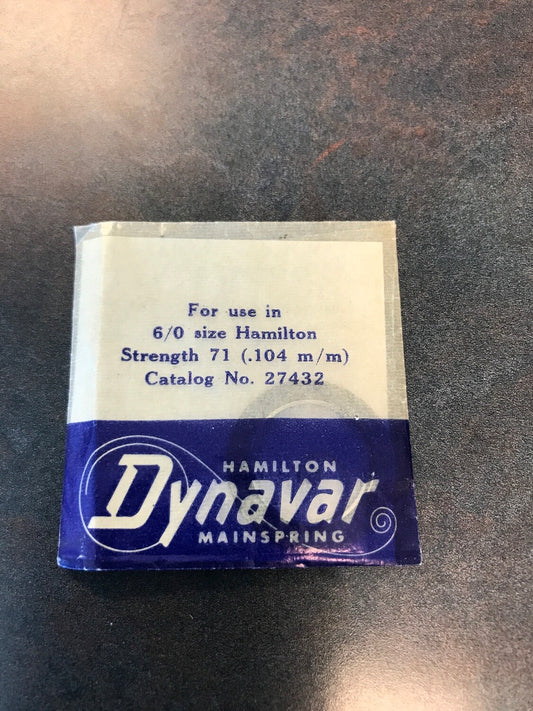 For use in
6/0 size Hamilton
Strength 71 (.104 m/m)
Catalog No. 27432
HAMILTON
Dynavar
MAINSPRING